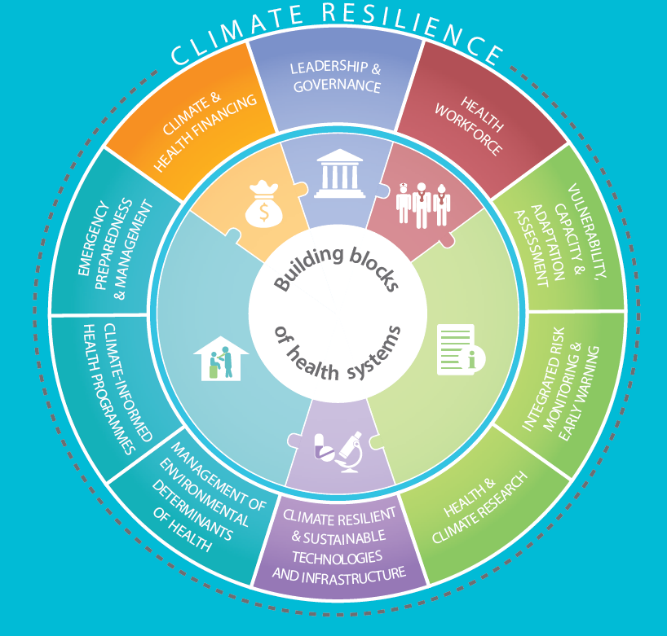 CLIMATE RESILIENCE
LEADERSHIP &
GOVERNANCE
HEALTH
WORKFORCE
VULNERABILITY,
CAPACITY &
ADAPTATION
ASSESSMENT
INTEGRATED RISK
MONITORING &
EARLY WARNING
HEALTH &
CLIMATE RESEARCH
CLIMATE RESILIENT
& SUSTAINABLE
TECHNOLOGIES
AND INFRASTRUCTURE
MANAGEMENT OF
ENVIRONMENTAL
DETERMINANTS
OF HEALTH
CLIMATE-INFORMED
HEALTH PROGRAMMES
EMERGENCY
PREPAREDNESS
& MANAGEMENT
CLIMATE &
HEALTH FINANCING
$
i
Building blocks
of health systems